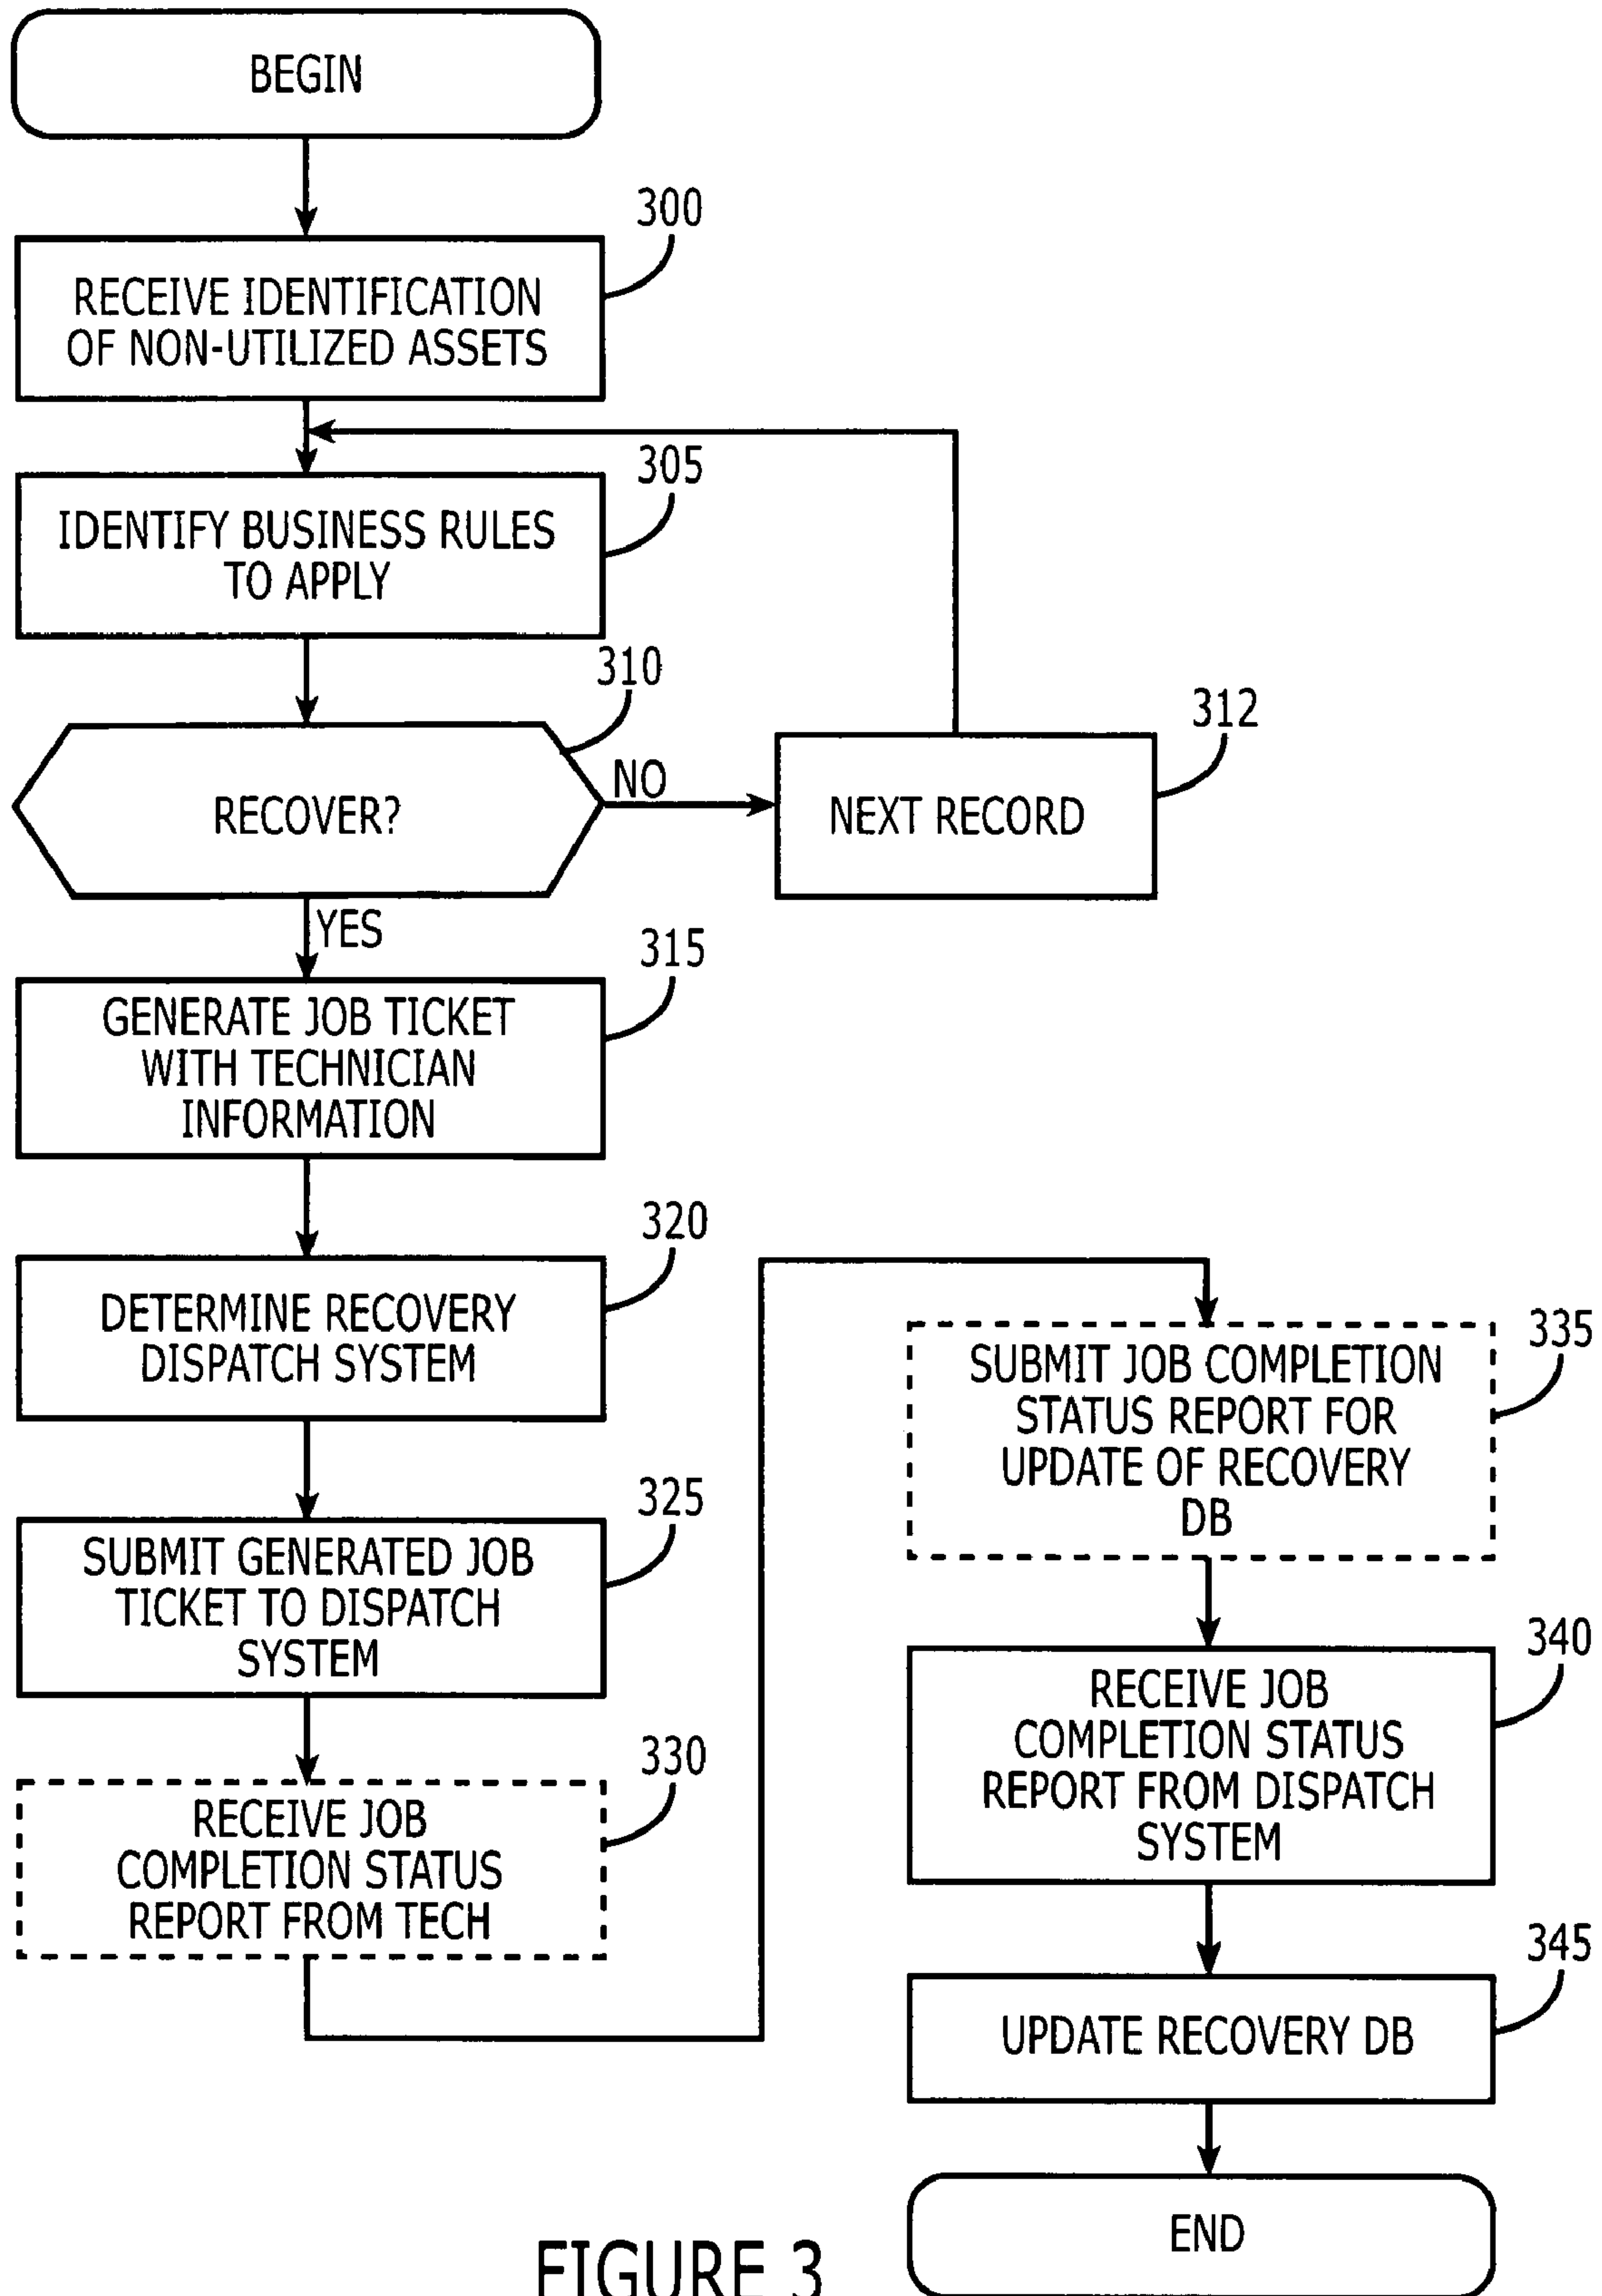 BEGIN
300
RECEIVE IDENTIFICATION
OF NON-UTILIZED ASSETS
305
IDENTIFY BUSINESS RULES
TO APPLY
310
RECOVER?
NO
312
NEXT RECORD
YES
315
GENERATE JOB TICKET
WITH TECHNICIAN
INFORMATION
320
DETERMINE RECOVERY
DISPATCH SYSTEM
325
SUBMIT GENERATED JOB
TICKET TO DISPATCH
SYSTEM
330
RECEIVE JOB
COMPLETION STATUS
REPORT FROM TECH
335
SUBMIT JOB COMPLETION
STATUS REPORT FOR
UPDATE OF RECOVERY
DB
340
RECEIVE JOB
COMPLETION STATUS
REPORT FROM DISPATCH
SYSTEM
345
UPDATE RECOVERY DB
END
FIGURE 3